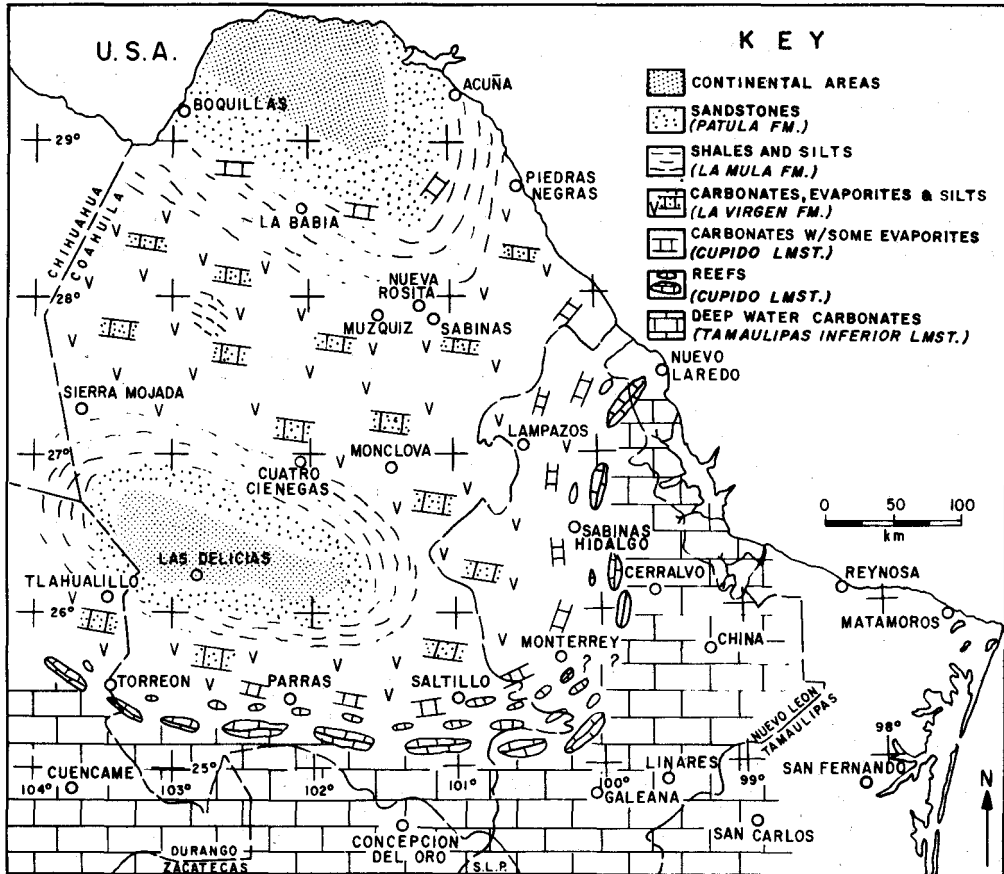 U.S.A.
KEY
CONTINENTAL AREAS
SANDSTONES
(PATULA FM.)
SHALES AND SILTS
(LA MULA FM.)
CARBONATES, EVAPORITES & SILTS
(LA VIRGEN FM.)
CARBONATES W/SOME EVAPORITES
(CUPIDO LMST.)
REEFS
(CUPIDO LMST.)
DEEP WATER CARBONATES
(TAMAULIPAS INFERIOR LMST.)
ACUÑA
BOQUILLAS
29°
PIEDRAS
NEGRAS
CHIHUAHUA
COAHUILA
LA BABIA
28°
NUEVA
ROSITA
MUZQUIZ
SABINAS
NUEVO
LAREDO
SIERRA MOJADA
27°
LAMPAZOS
MONCLOVA
CUATRO
CIENEGAS
0 50 100
km
SABINAS
HIDALGO
LAS DELICIAS
TLAHUALILLO
CERRALVO
REYNOSA
26°
MATAMOROS
MONTERREY
? ?
CHINA
TORREON
PARRAS
SALTILLO
NUEVO LEON
TAMAULIPAS
98°
CUENCAME
25°
LINARES
104°
103°
102°
101°
100°
99°
SAN FERNANDO
GALEANA
N
CONCEPCION
DEL ORO
SAN CARLOS
DURANGO
ZACATECAS
S.L.P.